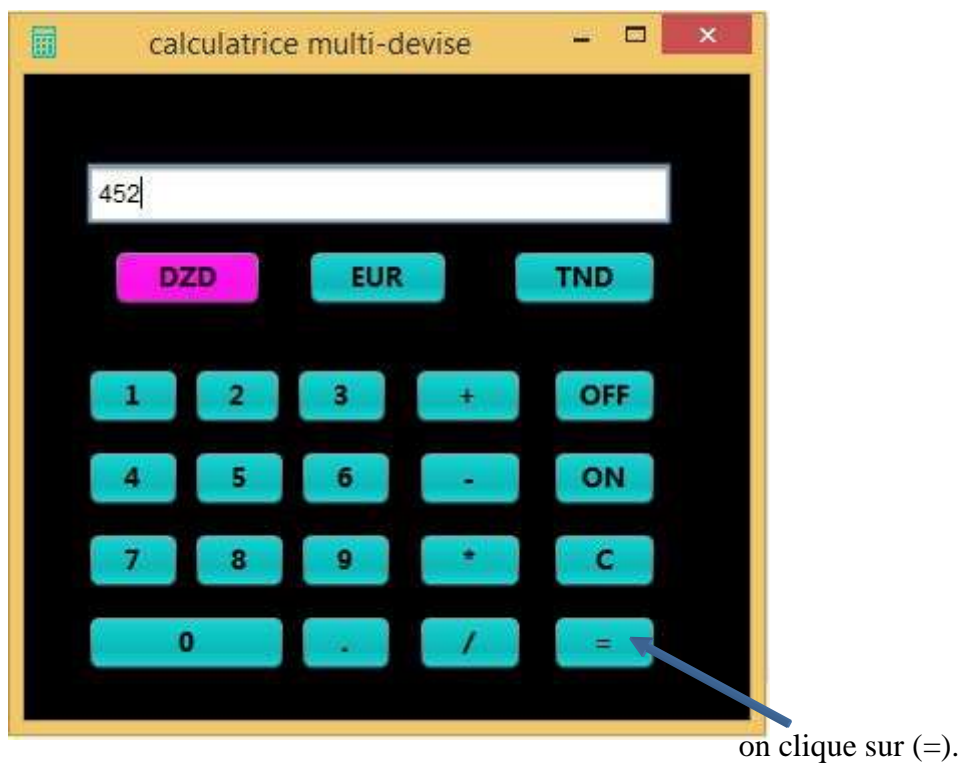 calculatrice multi-devise
452
DZD EUR TND
1 2 3 + OFF
4 5 6 - ON
7 8 9 * C
0 . / =
on clique sur (=).